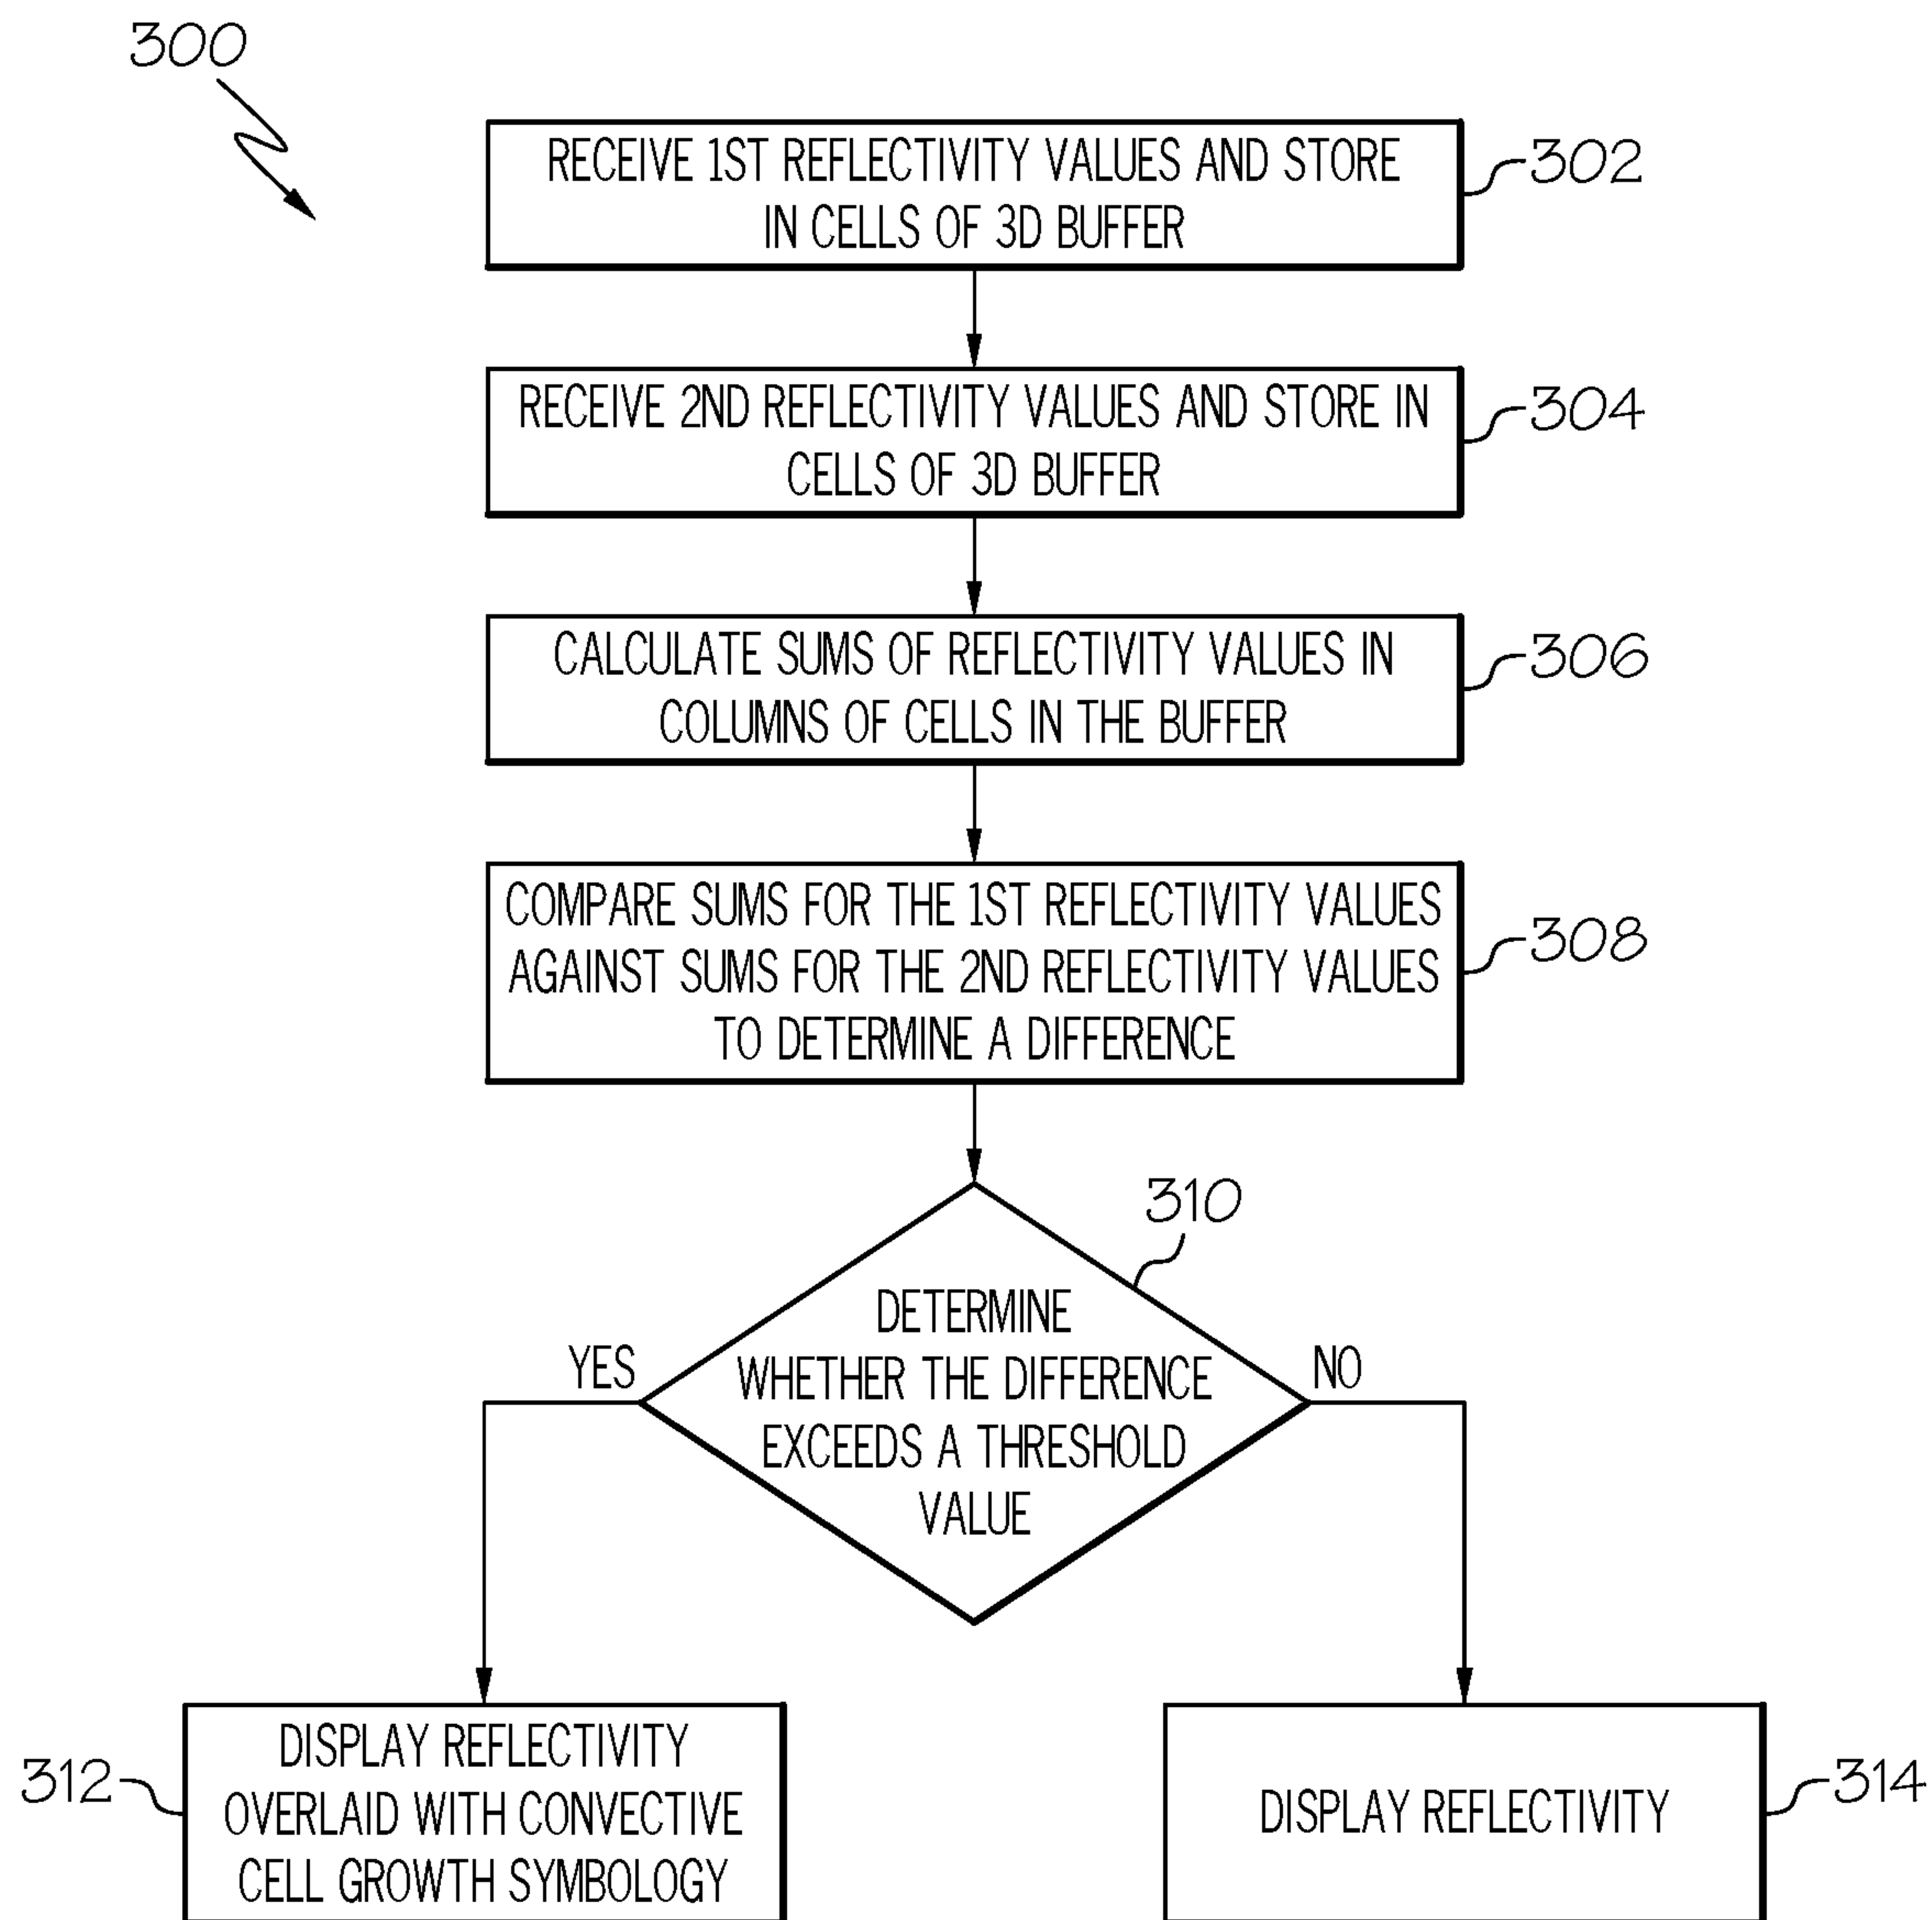 300
RECEIVE 1ST REFLECTIVITY VALUES AND STORE
IN CELLS OF 3D BUFFER
302
RECEIVE 2ND REFLECTIVITY VALUES AND STORE IN
CELLS OF 3D BUFFER
304
CALCULATE SUMS OF REFLECTIVITY VALUES IN
COLUMNS OF CELLS IN THE BUFFER
306
COMPARE SUMS FOR THE 1ST REFLECTIVITY VALUES
AGAINST SUMS FOR THE 2ND REFLECTIVITY VALUES
TO DETERMINE A DIFFERENCE
308
310
DETERMINE
WHETHER THE DIFFERENCE
EXCEEDS A THRESHOLD
VALUE
YES
NO
312
DISPLAY REFLECTIVITY
OVERLAID WITH CONVECTIVE
CELL GROWTH SYMBOLOGY
DISPLAY REFLECTIVITY
314